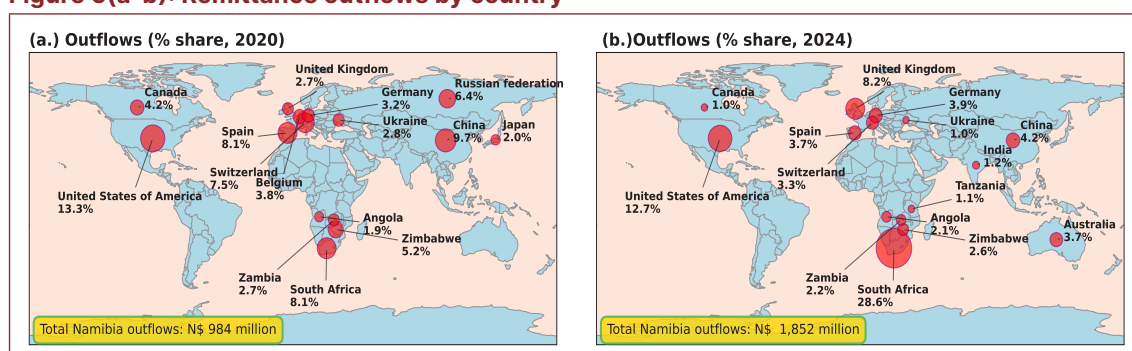 Figure 6(a-b): Remittance outflows by country
(a.) Outflows (% share, 2020)
United Kingdom
2.7%
Russian federation
6.4%
Canada
4.2%
Germany
3.2%
Ukraine
2.8%
China
9.7%
Japan
2.0%
Spain
8.1%
Switzerland
7.5%
Belgium
3.8%
United States of America
13.3%
Angola
1.9%
Zimbabwe
5.2%
Zambia
2.7%
South Africa
8.1%
Total Namibia outflows: N$ 984 million
(b.)Outflows (% share, 2024)
United Kingdom
8.2%
Canada
1.0%
Germany
3.9%
Ukraine
1.0%
China
4.2%
Spain
3.7%
India
1.2%
Switzerland
3.3%
Tanzania
1.1%
United States of America
12.7%
Angola
2.1%
Australia
3.7%
Zimbabwe
2.6%
Zambia
2.2%
South Africa
28.6%
Total Namibia outflows: N$  1,852 million